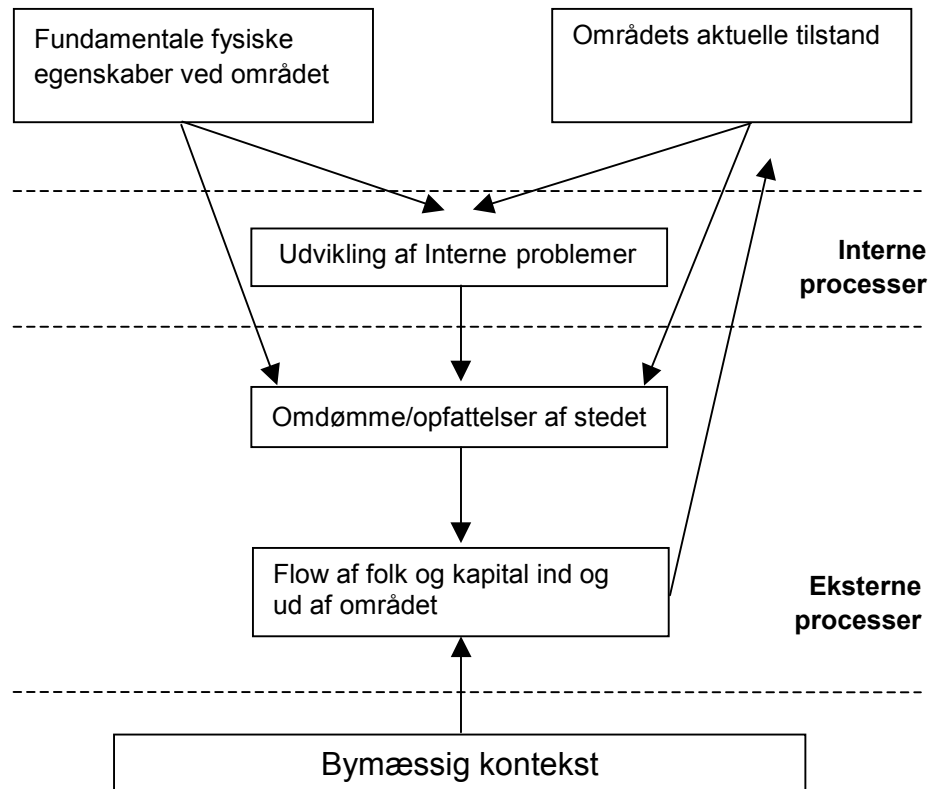 Fundamentale fysiske
egenskaber ved området
Områdets aktuelle tilstand
Udvikling af Interne problemer
Interne
processer
Omdømme/opfattelser af stedet
Flow af folk og kapital ind og
ud af området
Eksterne
processer
Bymæssig kontekst